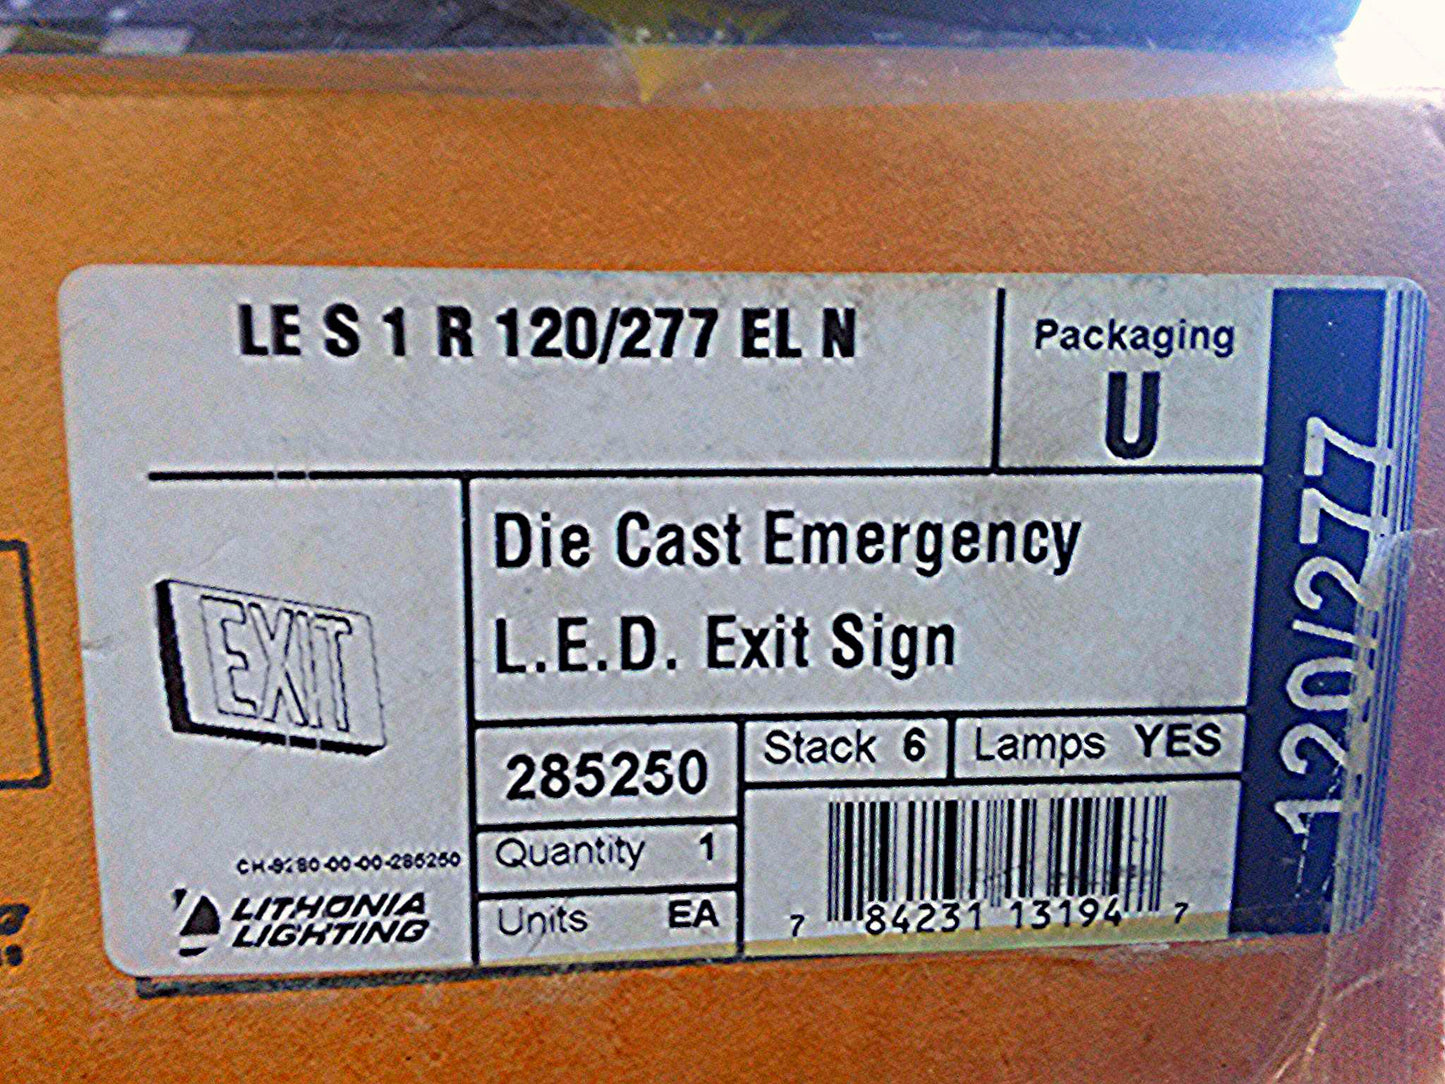 LE S 1 R 120/277 EL N
Packaging
U
Die Cast Emergency
L.E.D. Exit Sign
EXIT
285250
Stack 6
Lamps YES
Quantity 1
Units EA
7 84231 13194 7
LITHONIA
LIGHTING
120/277